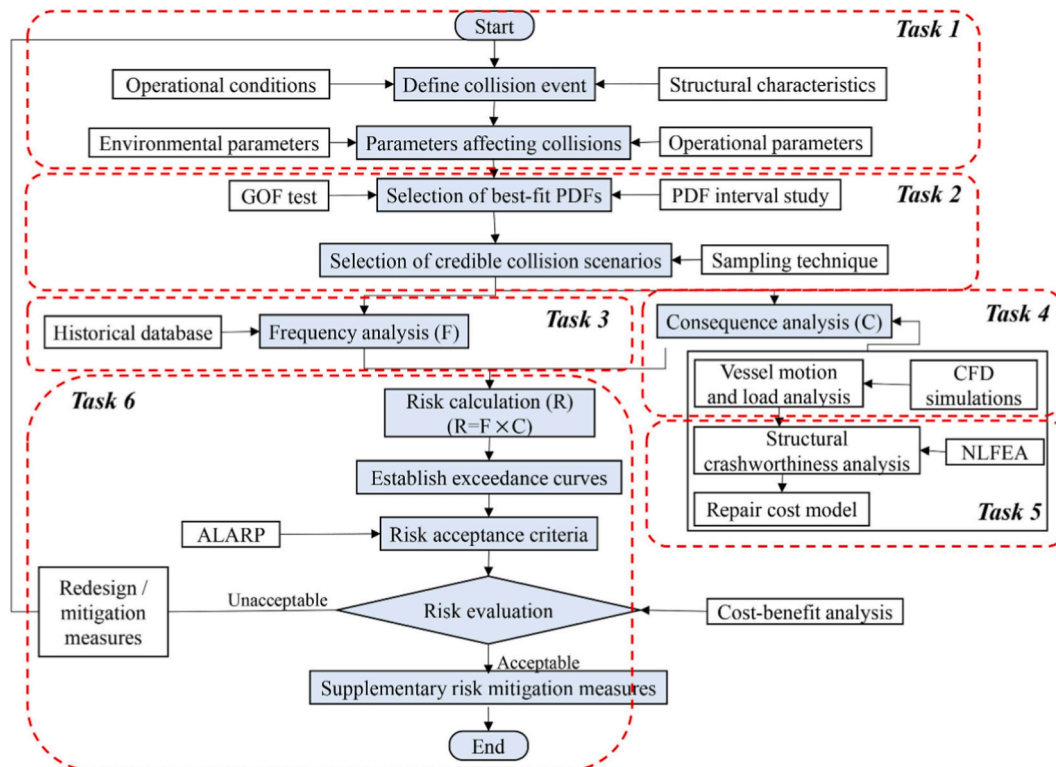 Start
Task 1
Operational conditions
Define collision event
Structural characteristics
Environmental parameters
Parameters affecting collisions
Operational parameters
GOF test
Selection of best-fit PDFs
PDF interval study
Task 2
Selection of credible collision scenarios
Sampling technique
Historical database
Frequency analysis (F)
Task 3
Consequence analysis (C)
Task 4
Vessel motion
and load analysis
CFD
simulations
Structural
crashworthiness analysis
NLFEA
Repair cost model
Task 5
Task 6
Risk calculation (R)
(R=F×C)
Establish exceedance curves
ALARP
Risk acceptance criteria
Redesign /
mitigation
measures
Unacceptable
Risk evaluation
Cost-benefit analysis
Acceptable
Supplementary risk mitigation measures
End